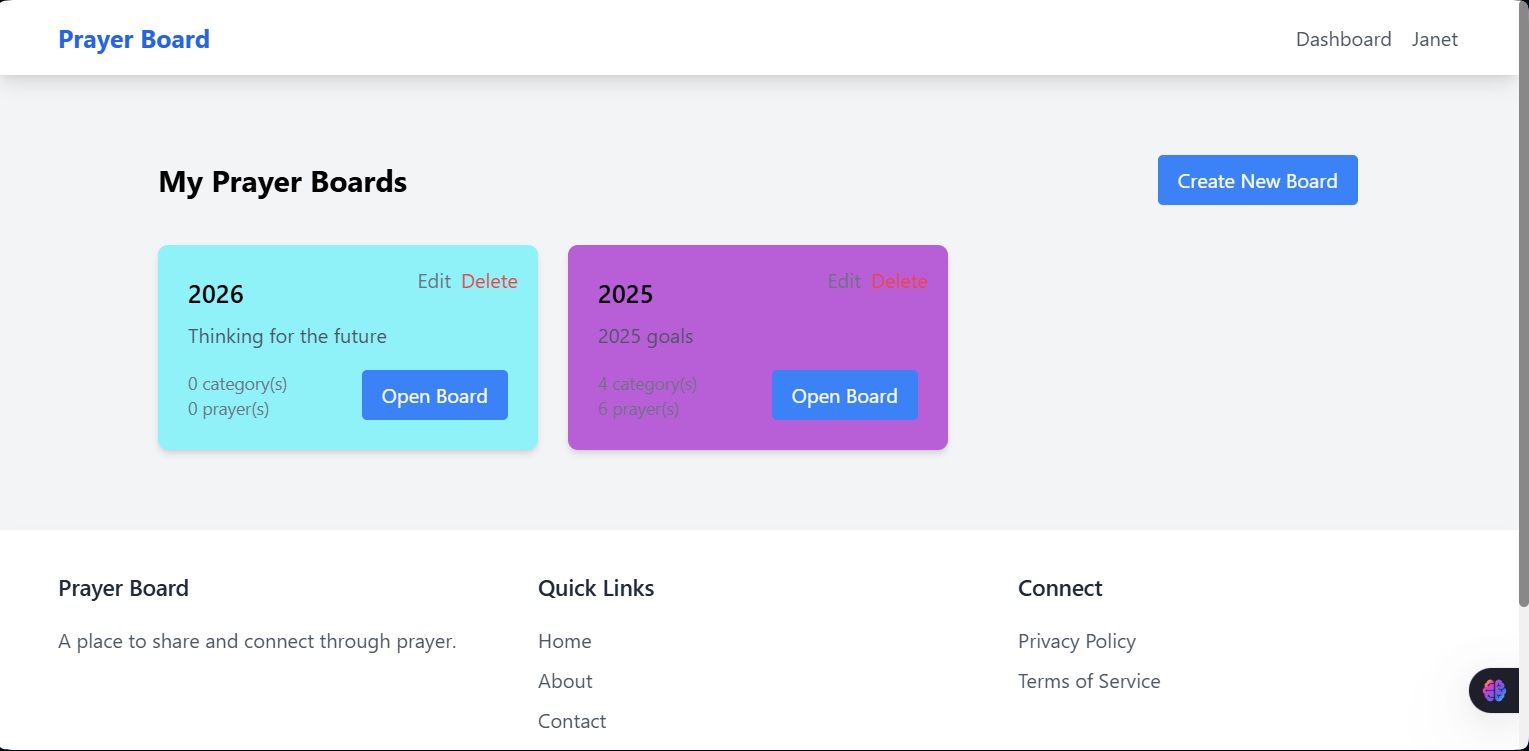 Prayer Board
Dashboard Janet
My Prayer Boards
Create New Board
2026
Edit Delete
Thinking for the future
0 category(s)
0 prayer(s)
Open Board
2025
Edit Delete
2025 goals
4 category(s)
6 prayer(s)
Open Board
Prayer Board
A place to share and connect through prayer.
Quick Links
Home
About
Contact
Connect
Privacy Policy
Terms of Service